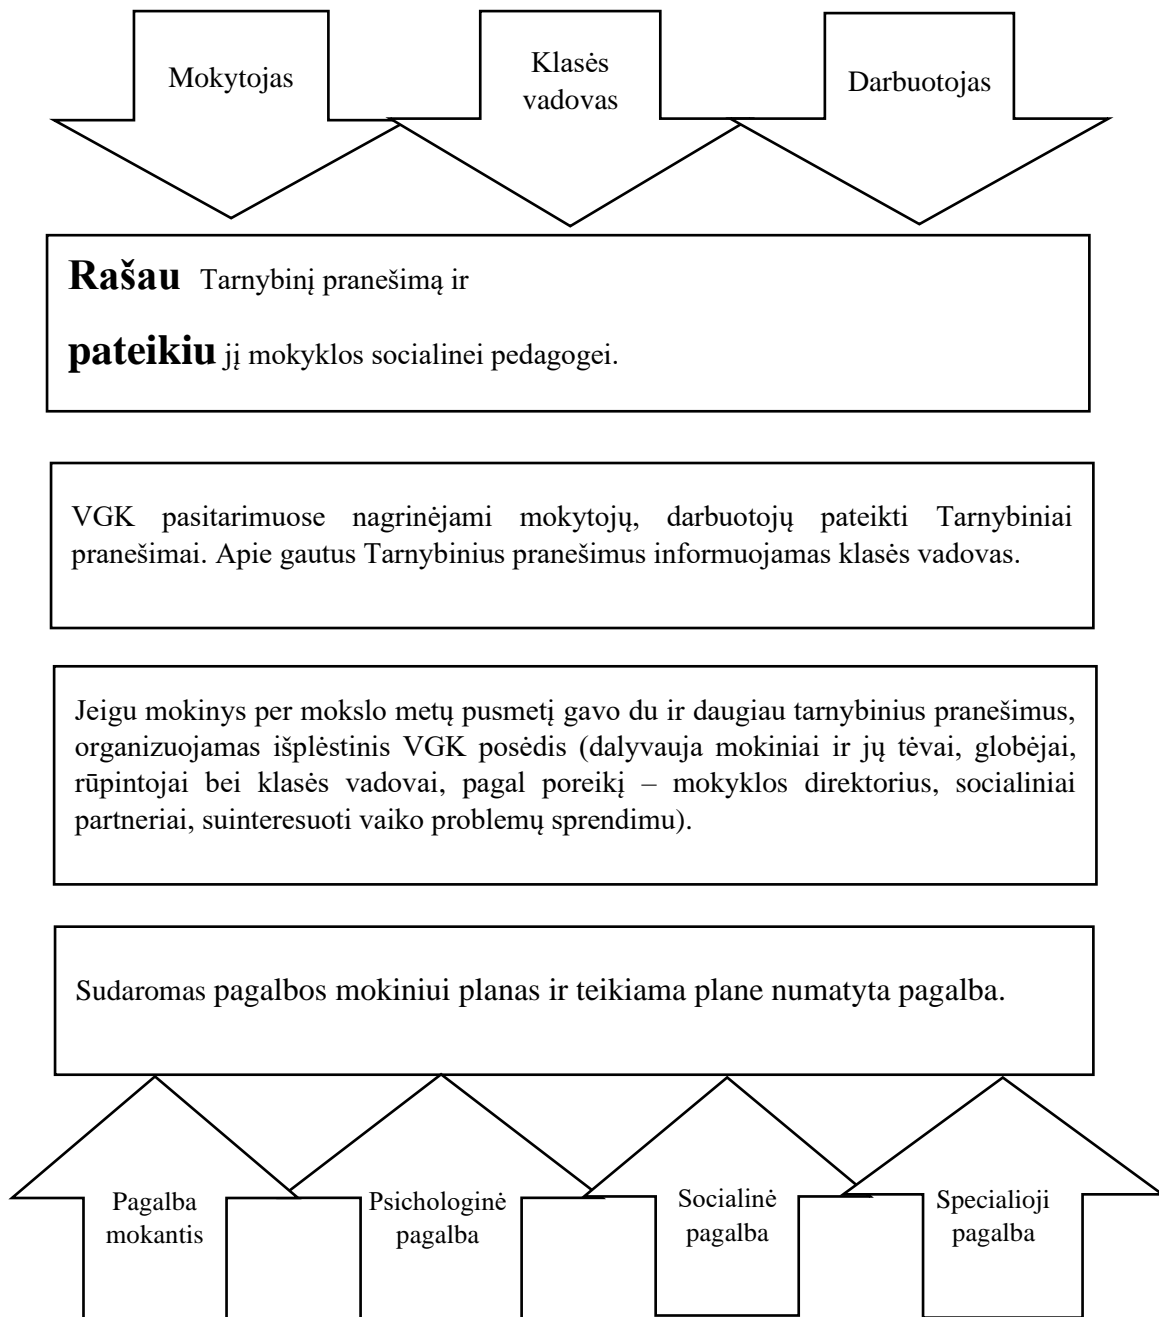 Mokytojas
Klasės
vadovas
Darbuotojas
Rašau Tarnybinį pranešimą ir
pateikiu jį mokyklos socialinei pedagogei.
VGK pasitarimuose nagrinėjami mokytojų, darbuotojų pateikti Tarnybiniai
pranešimai. Apie gautus Tarnybinius pranešimus informuojamas klasės vadovas.
Jeigu mokinys per mokslo metų pusmetį gavo du ir daugiau tarnybinius pranešimus,
organizuojamas išplėstinis VGK posėdis (dalyvauja mokiniai ir jų tėvai, globėjai,
rūpintojai bei klasės vadovai, pagal poreikį – mokyklos direktorius, socialiniai
partneriai, suinteresuoti vaiko problemų sprendimu).
Sudaromas pagalbos mokiniui planas ir teikiama plane numatyta pagalba.
Pagalba
mokantis
Psichologinė
pagalba
Socialinė
pagalba
Specialioji
pagalba